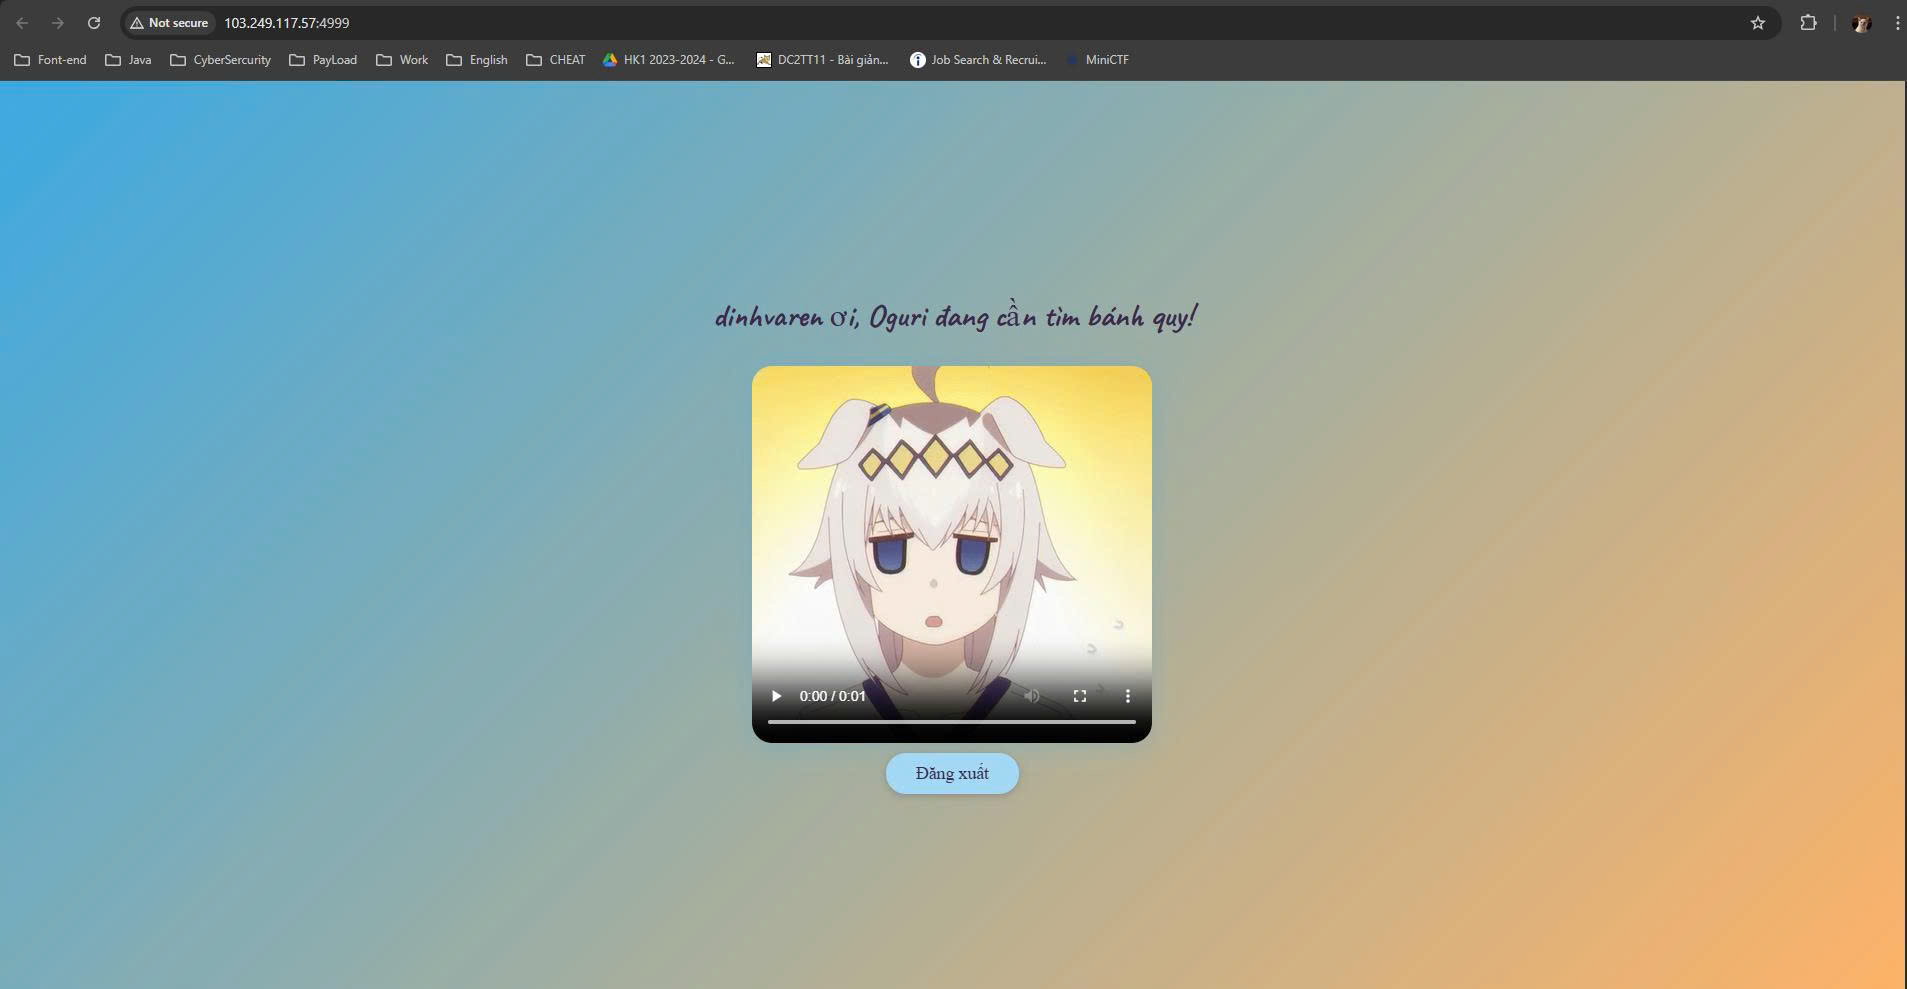 Not secure 103.249.117.57:4999
Font-end Java CyberSercurity PayLoad Work English CHEAT HK1 2023-2024 - G... DC2TT11 - Bài giản... Job Search & Recrui... MiniCTF
dinhvaren ơi, Oguri đang cần tìm bánh quy!
0:00 / 0:01
Đăng xuất